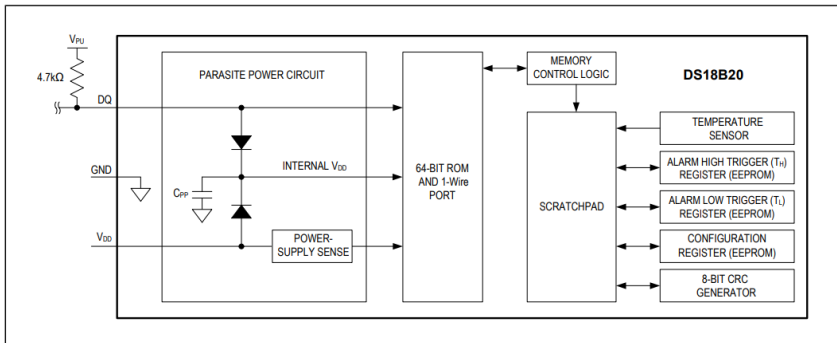 VPU
4.7kΩ
DQ
GND
VDD
PARASITE POWER CIRCUIT
INTERNAL VDD
CPP
POWER-
SUPPLY SENSE
64-BIT ROM
AND 1-Wire
PORT
MEMORY
CONTROL LOGIC
SCRATCHPAD
DS18B20
TEMPERATURE
SENSOR
ALARM HIGH TRIGGER (TH)
REGISTER (EEPROM)
ALARM LOW TRIGGER (TL)
REGISTER (EEPROM)
CONFIGURATION
REGISTER (EEPROM)
8-BIT CRC
GENERATOR